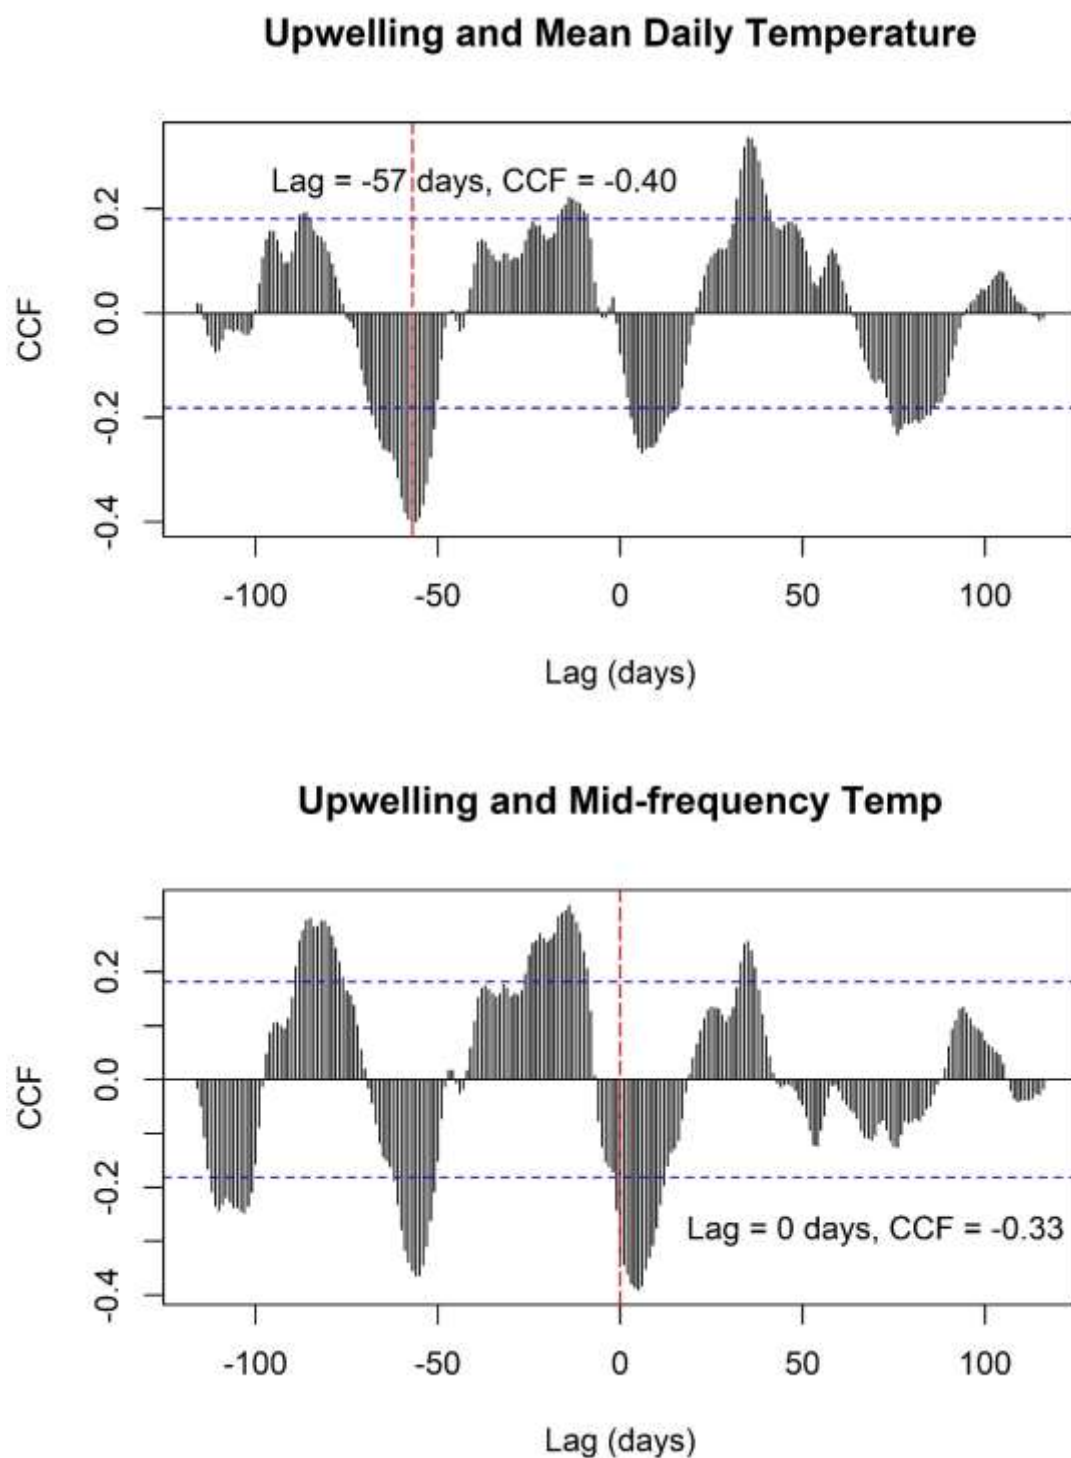 Upwelling and Mean Daily Temperature
Lag = -57 days, CCF = -0.40
CCF
0.2
0.0
-0.2
-0.4
-100 -50 0 50 100
Lag (days)
Upwelling and Mid-frequency Temp
CCF
0.2
0.0
-0.2
-0.4
Lag = 0 days, CCF = -0.33
-100 -50 0 50 100
Lag (days)